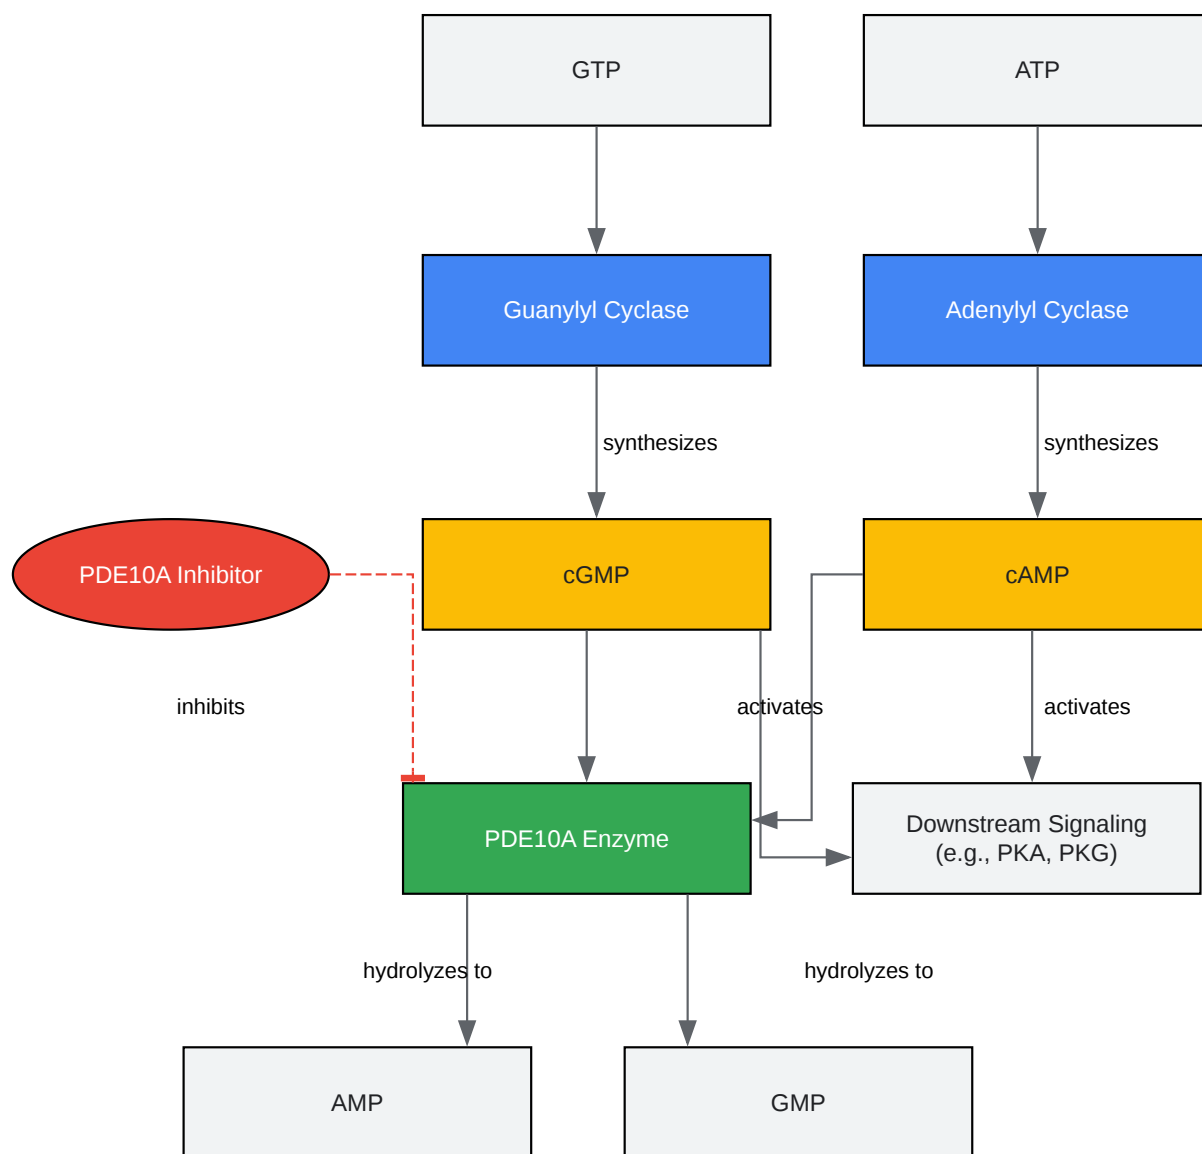 GTP
ATP
Guanylyl Cyclase
Adenylyl Cyclase
synthesizes
synthesizes
PDE10A Inhibitor
cGMP
cAMP
inhibits
activates
activates
PDE10A Enzyme
Downstream Signaling
(e.g., PKA, PKG)
hydrolyzes to
hydrolyzes to
AMP
GMP